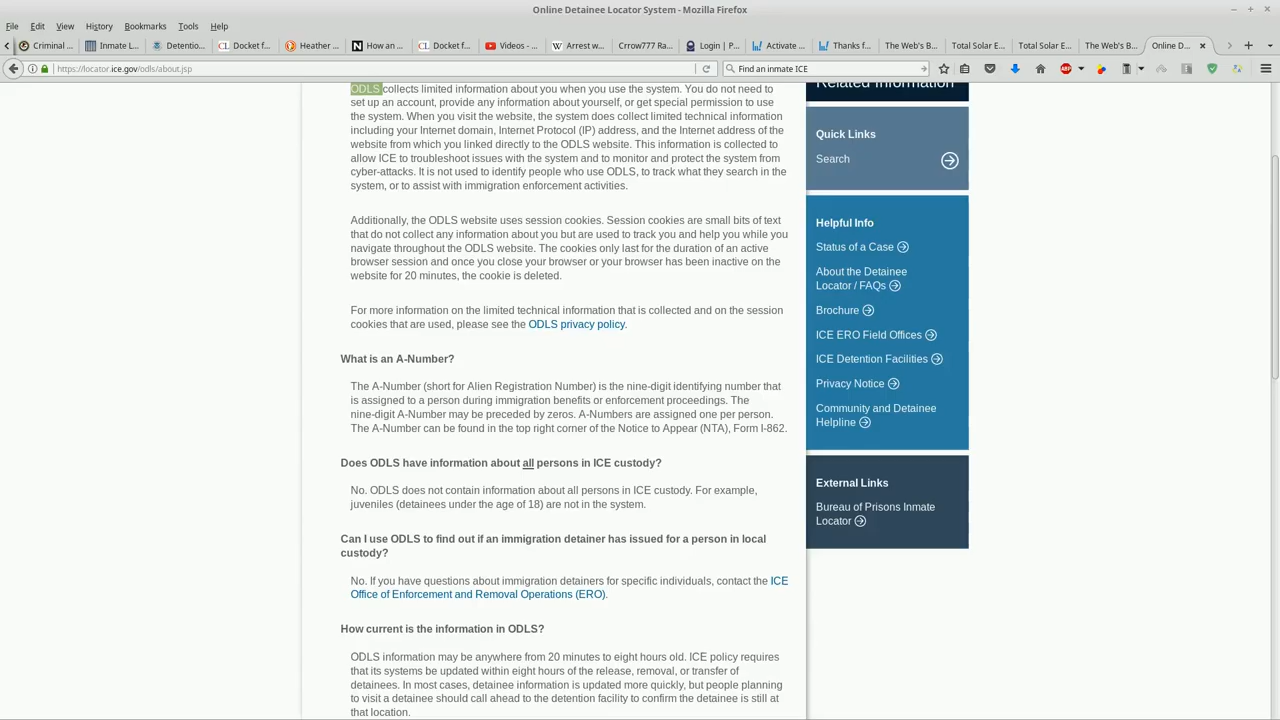 Online Detainee Locator System - Mozilla Firefox
File Edit View History Bookmarks Tools Help
Criminal ... Inmate L... Detentio... Docket f... Heather ... How an ... Docket f... Videos - ... Arrest w... Crrow777 Ra... Login | P... Activate ... Thanks f... The Web's B... Total Solar E... Total Solar E... The Web's B... Online D...
https://locator.ice.gov/odls/about.jsp Find an inmate ICE
ODLS collects limited information about you when you use the system. You do not need to
set up an account, provide any information about yourself, or get special permission to use
the system. When you visit the website, the system does collect limited technical information
including your Internet domain, Internet Protocol (IP) address, and the Internet address of the
website from which you linked directly to the ODLS website. This information is collected to
allow ICE to troubleshoot issues with the system and to monitor and protect the system from
cyber-attacks. It is not used to identify people who use ODLS, to track what they search in the
system, or to assist with immigration enforcement activities.
Additionally, the ODLS website uses session cookies. Session cookies are small bits of text
that do not collect any information about you but are used to track you and help you while you
navigate throughout the ODLS website. The cookies only last for the duration of an active
browser session and once you close your browser or your browser has been inactive on the
website for 20 minutes, the cookie is deleted.
For more information on the limited technical information that is collected and on the session
cookies that are used, please see the ODLS privacy policy.
What is an A-Number?
The A-Number (short for Alien Registration Number) is the nine-digit identifying number that
is assigned to a person during immigration benefits or enforcement proceedings. The
nine-digit A-Number may be preceded by zeros. A-Numbers are assigned one per person.
The A-Number can be found in the top right corner of the Notice to Appear (NTA), Form I-862.
Does ODLS have information about all persons in ICE custody?
No. ODLS does not contain information about all persons in ICE custody. For example,
juveniles (detainees under the age of 18) are not in the system.
Can I use ODLS to find out if an immigration detainer has issued for a person in local
custody?
No. If you have questions about immigration detainers for specific individuals, contact the ICE
Office of Enforcement and Removal Operations (ERO).
How current is the information in ODLS?
ODLS information may be anywhere from 20 minutes to eight hours old. ICE policy requires
that its systems be updated within eight hours of the release, removal, or transfer of
detainees. In most cases, detainee information is updated more quickly, but people planning
to visit a detainee should call ahead to the detention facility to confirm the detainee is still at
that location.
Related Information
Quick Links
Search
Helpful Info
Status of a Case
About the Detainee
Locator / FAQs
Brochure
ICE ERO Field Offices
ICE Detention Facilities
Privacy Notice
Community and Detainee
Helpline
External Links
Bureau of Prisons Inmate
Locator